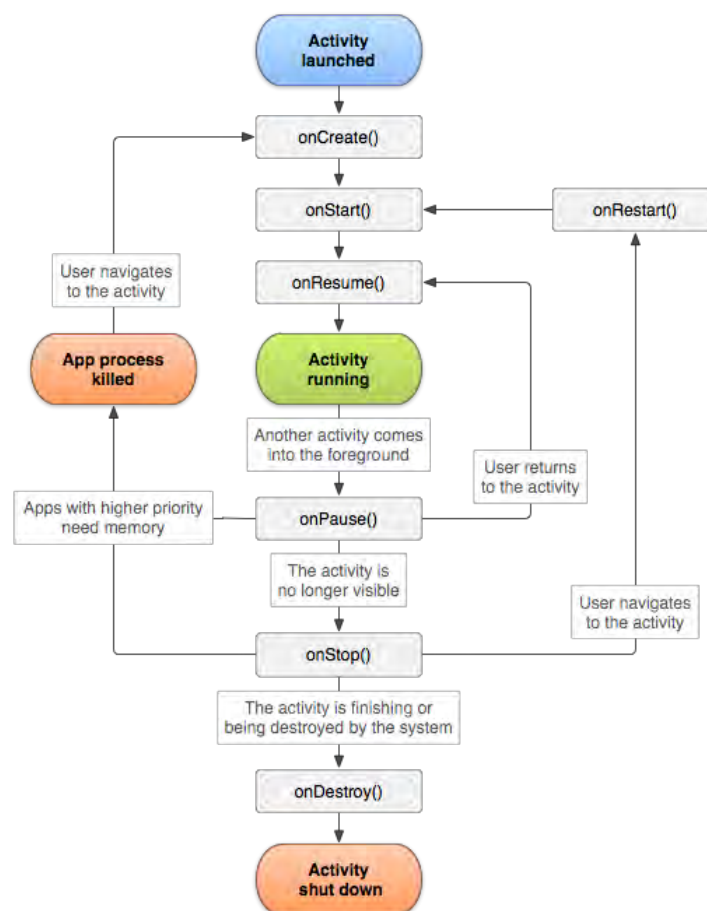 Activity
launched
onCreate()
onStart()
onRestart()
User navigates
to the activity
onResume()
App process
killed
Activity
running
Another activity comes
into the foreground
User returns
to the activity
Apps with higher priority
need memory
onPause()
The activity is
no longer visible
User navigates
to the activity
onStop()
The activity is finishing or
being destroyed by the system
onDestroy()
Activity
shut down